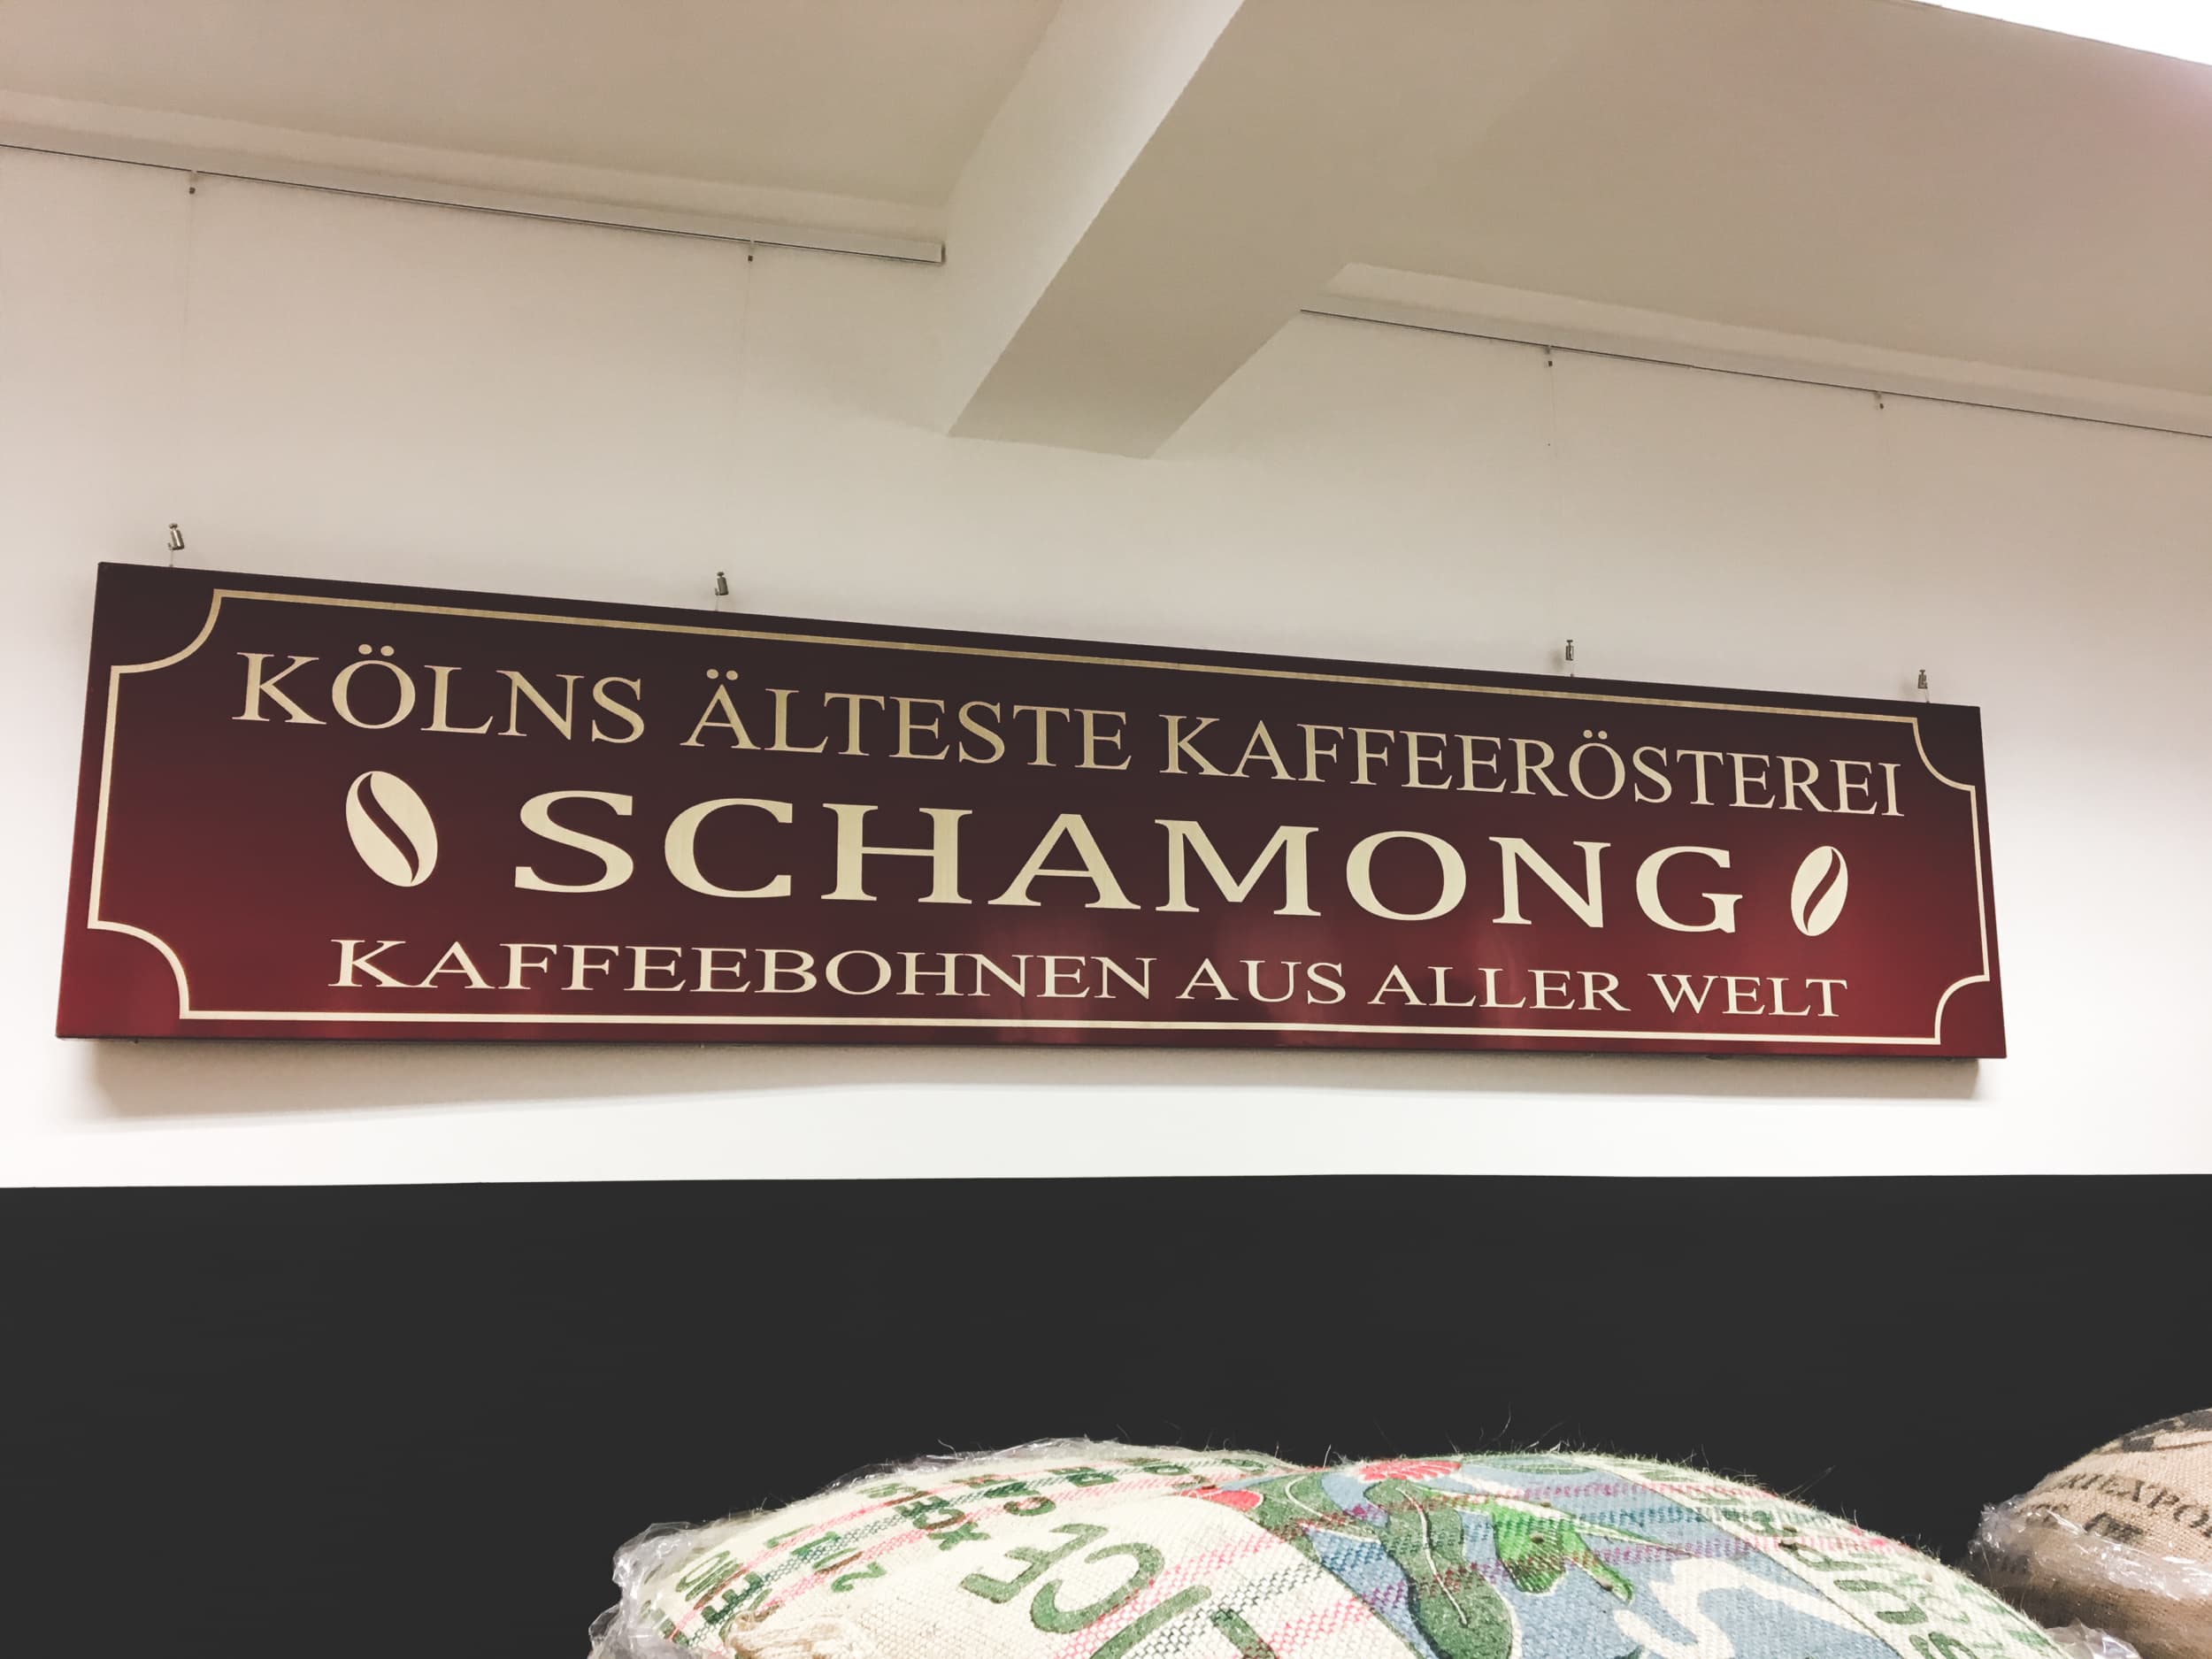 KÖLNS ÄLTESTE KAFFEERÖSTEREI
SCHAMONG
KAFFEEBOHNEN AUS ALLER WELT